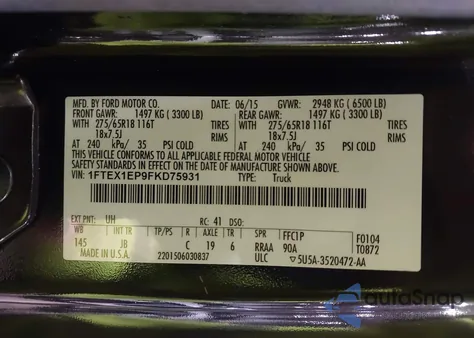 MFD. BY FORD MOTOR CO. DATE: 06/15 GVWR: 2948 KG ( 6500 LB)
FRONT GAWR: 1497 KG ( 3300 LB) REAR GAWR: 1497 KG ( 3300 LB)
WITH 275/65R18 116T TIRES WITH 275/65R18 116T TIRES
18x7.5J RIMS 18x7.5J RIMS
AT 240 kPa/ 35 PSI COLD AT 240 kPa/ 35 PSI COLD
THIS VEHICLE CONFORMS TO ALL APPLICABLE FEDERAL MOTOR VEHICLE
SAFETY STANDARDS IN EFFECT ON THE DATE OF MANUFACTURE SHOWN ABOVE.
VIN: 1FTEX1EP9FKD75931 TYPE: Truck
EXT PNT: UH RC: 41 DSO:
WB INT TR TP/PS R AXLE TR SPR FFC1P F0104
145 JB C 19 6 RRAA 90A T0872
MADE IN U.S.A. 2201506030837 ULC ▽5U5A-3520472-AA
autoSnap